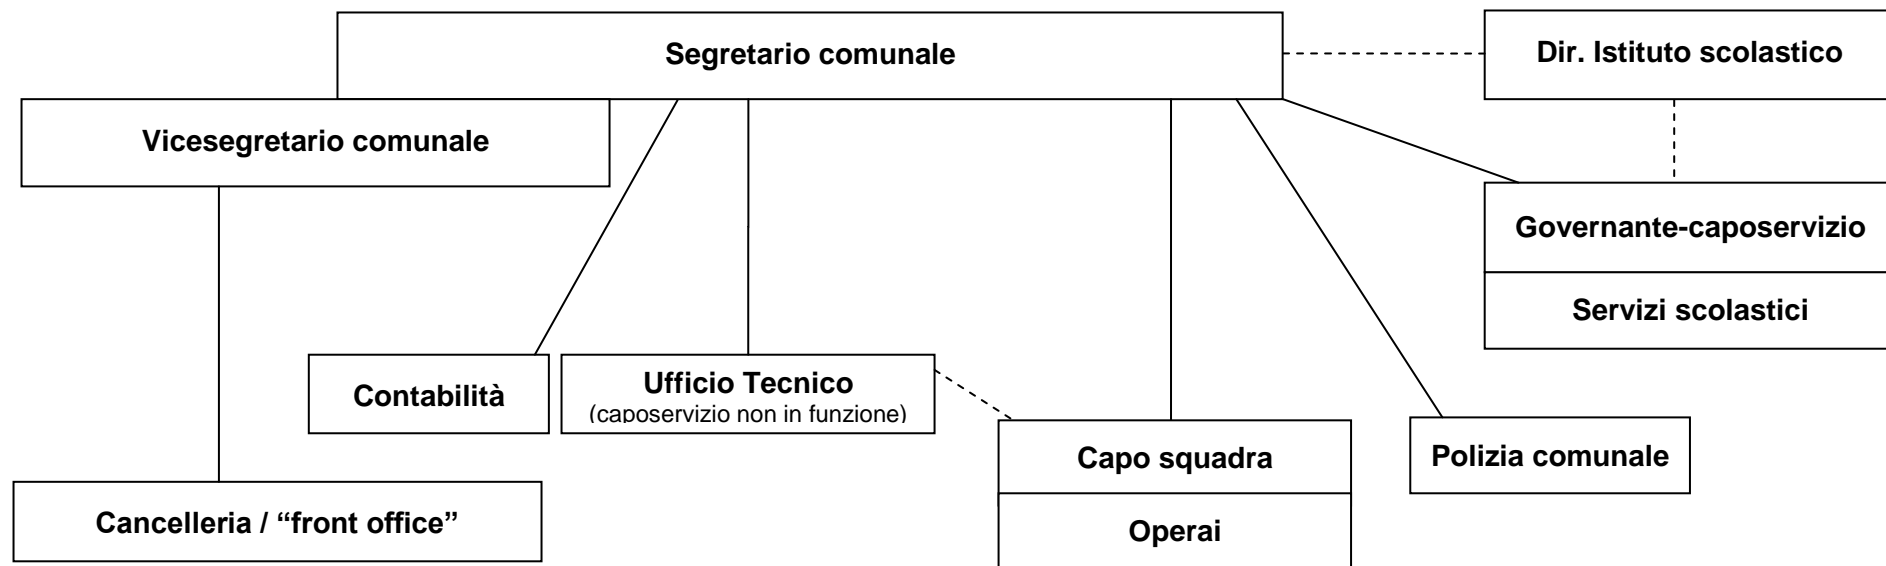 Segretario comunale
Dir. Istituto scolastico
Vicesegretario comunale
Governante-caposervizio
Servizi scolastici
Contabilità
Ufficio Tecnico
(caposervizio non in funzione)
Capo squadra
Operai
Polizia comunale
Cancelleria / “front office”